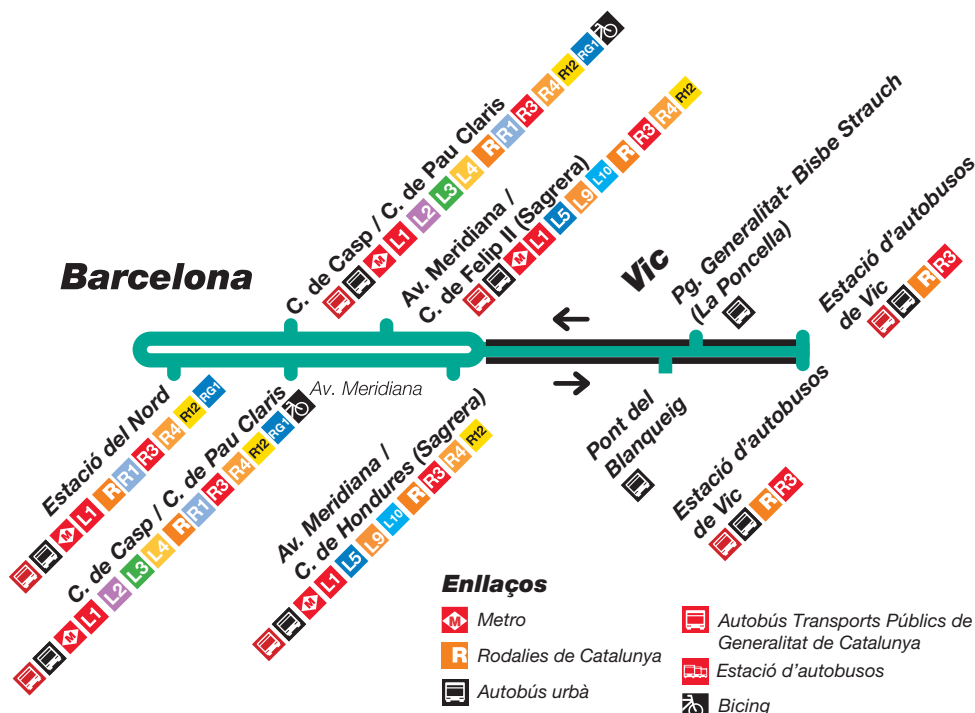 Barcelona
C. de Casp / C. de Pau Claris
M L1 L2 L3 L4 R R1 R3 R4 R12 RG1
Av. Meridiana /
C. de Felip II (Sagrera)
M L1 L5 L9 L10 R R3 R4 R12
Vic
Pg. Generalitat- Bisbe Strauch
(La Poncella)
Estació d'autobusos
de Vic
R R3
Av. Meridiana
Estació del Nord
M L1 R R1 R3 R4 R12 RG1
C. de Casp / C. de Pau Claris
M L1 L2 L3 L4 R R1 R3 R4 R12 RG1
Av. Meridiana /
C. de Hondures (Sagrera)
M L1 L5 L9 L10 R R3 R4 R12
Pont del
Blanqueig
Estació d'autobusos
de Vic
R R3
Enllaços
M Metro
R Rodalies de Catalunya
Autobús urbà
Autobús Transports Públics de
Generalitat de Catalunya
Estació d'autobusos
Bicing